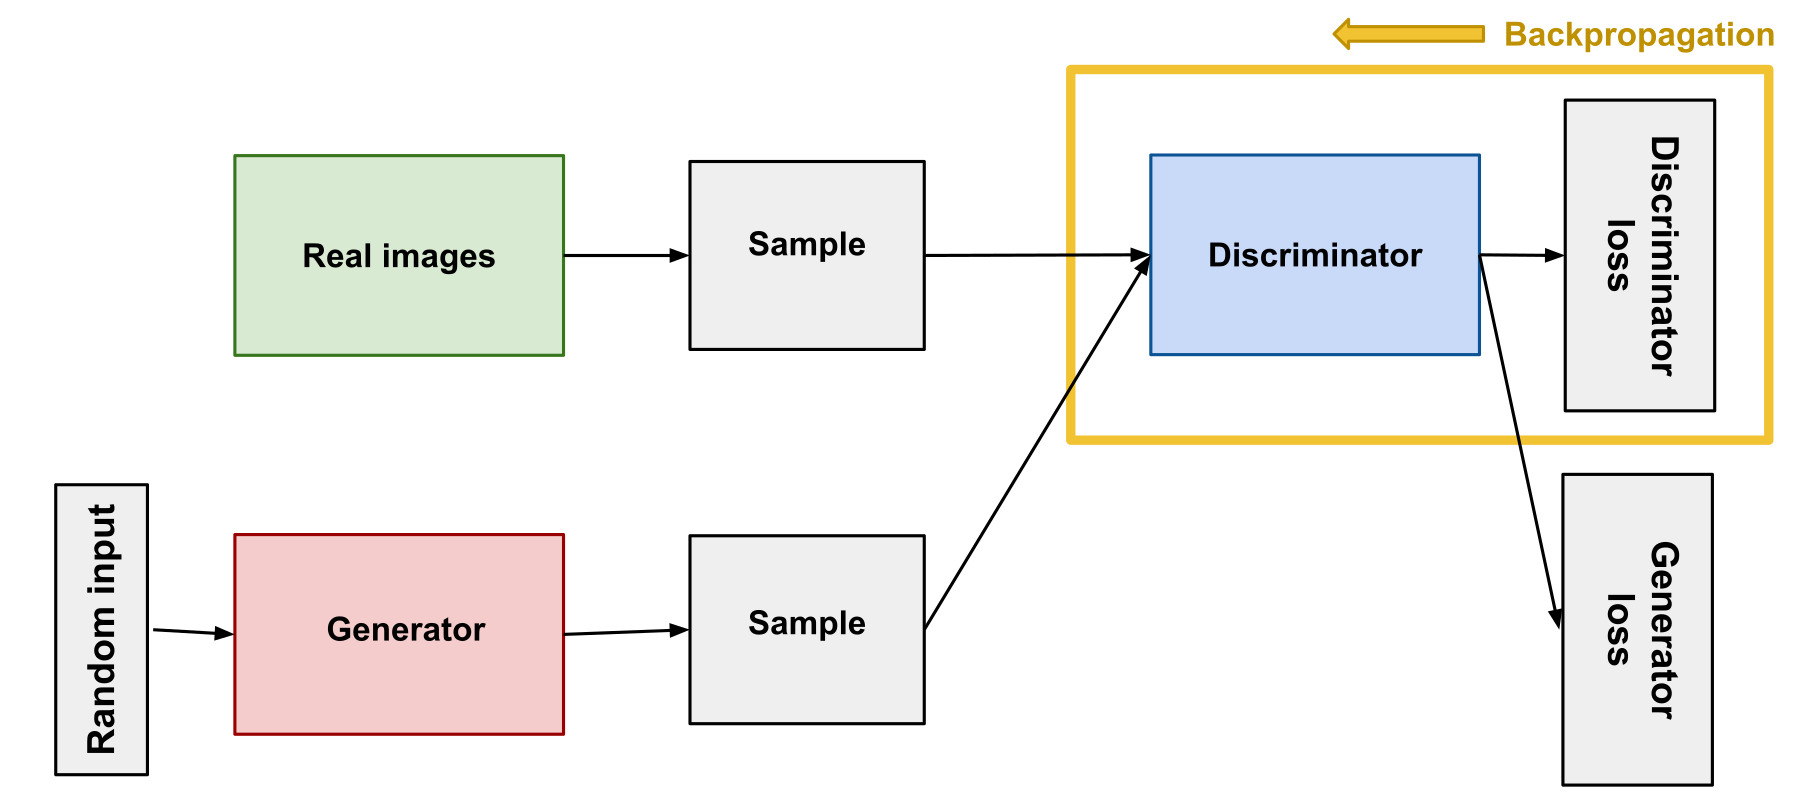 Backpropagation
Real images
Sample
Discriminator
Discriminator
loss
Random input
Generator
Sample
Generator
loss